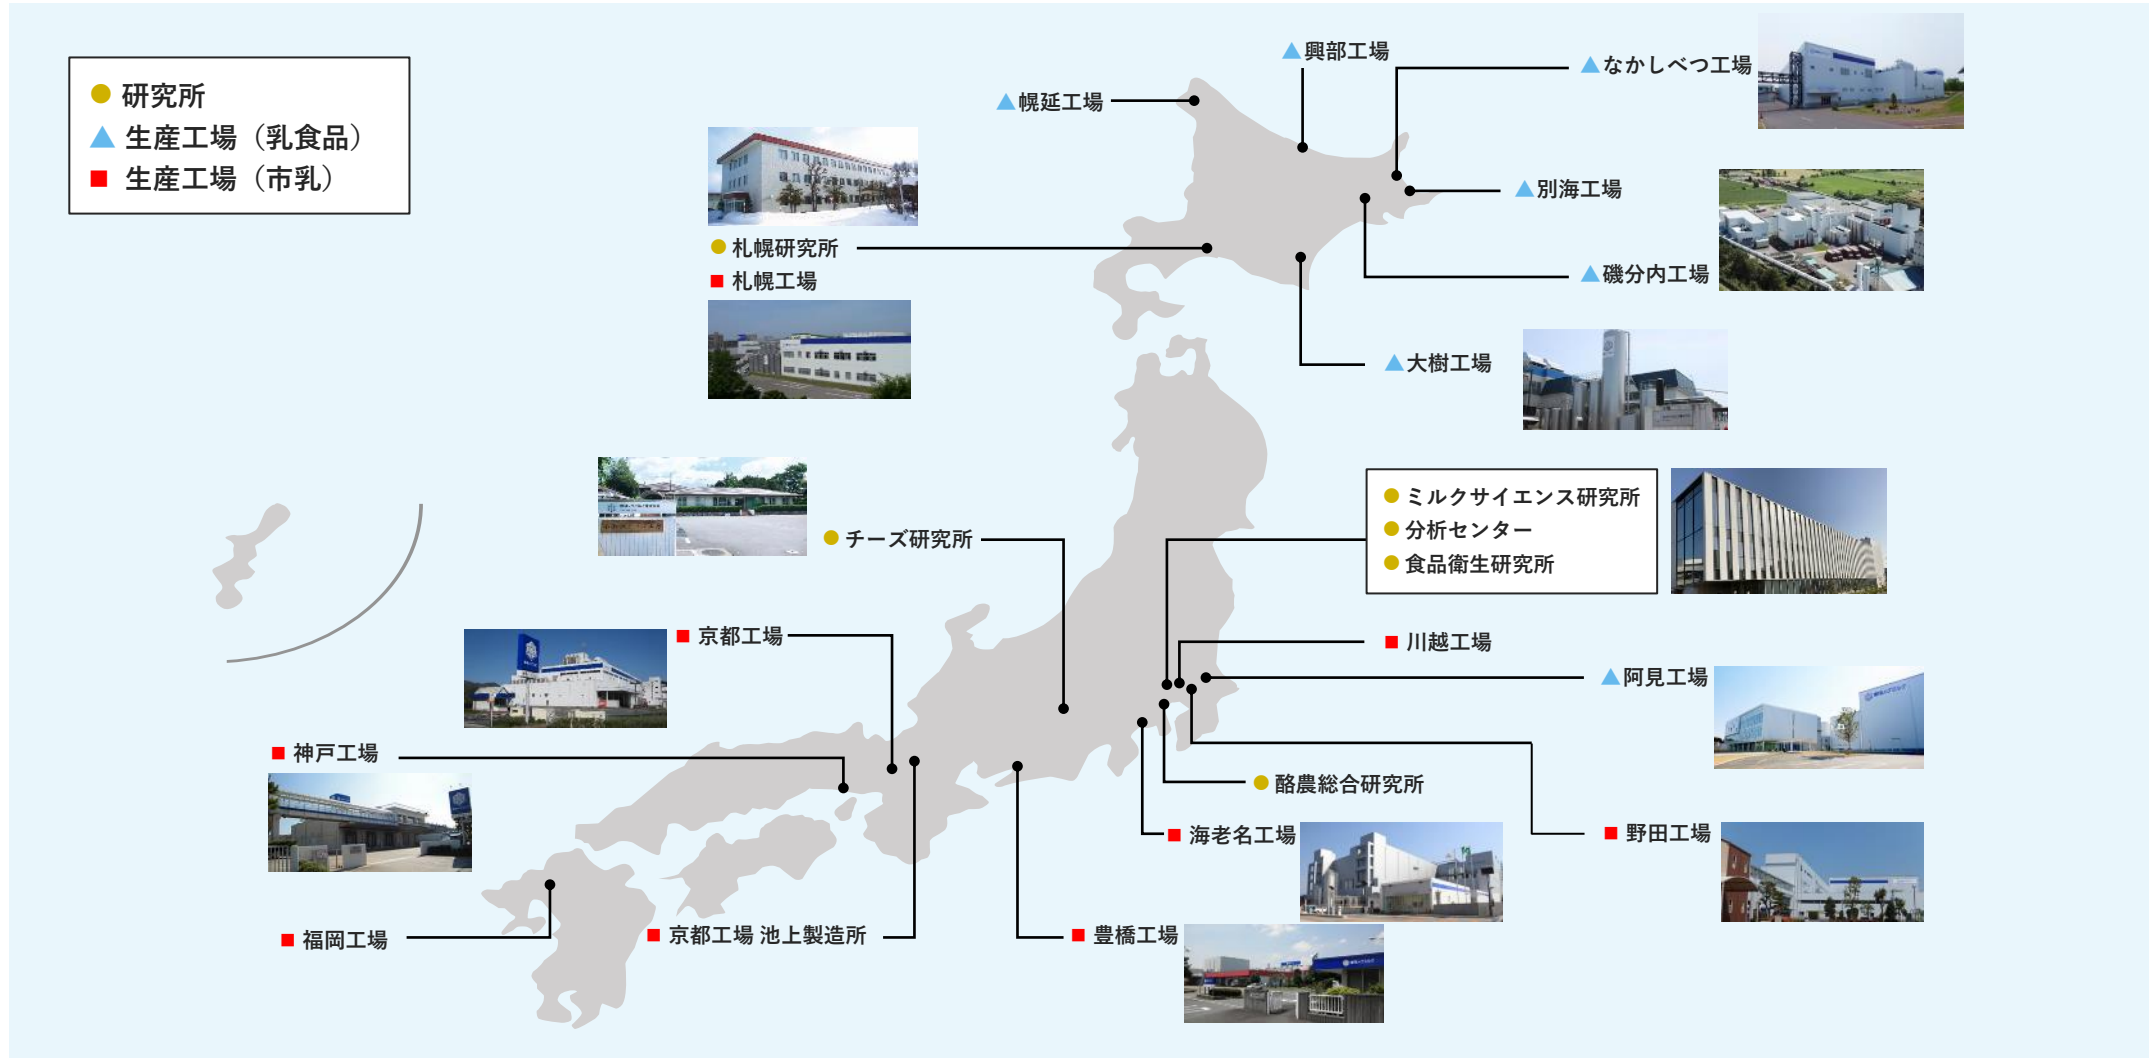 研究所
生産工場（乳食品）
生産工場（市乳）
興部工場
なかしべつ工場
幌延工場
別海工場
札幌研究所
札幌工場
磯分内工場
大樹工場
ミルクサイエンス研究所
分析センター
食品衛生研究所
チーズ研究所
京都工場
川越工場
阿見工場
神戸工場
酪農総合研究所
海老名工場
野田工場
福岡工場
京都工場 池上製造所
豊橋工場